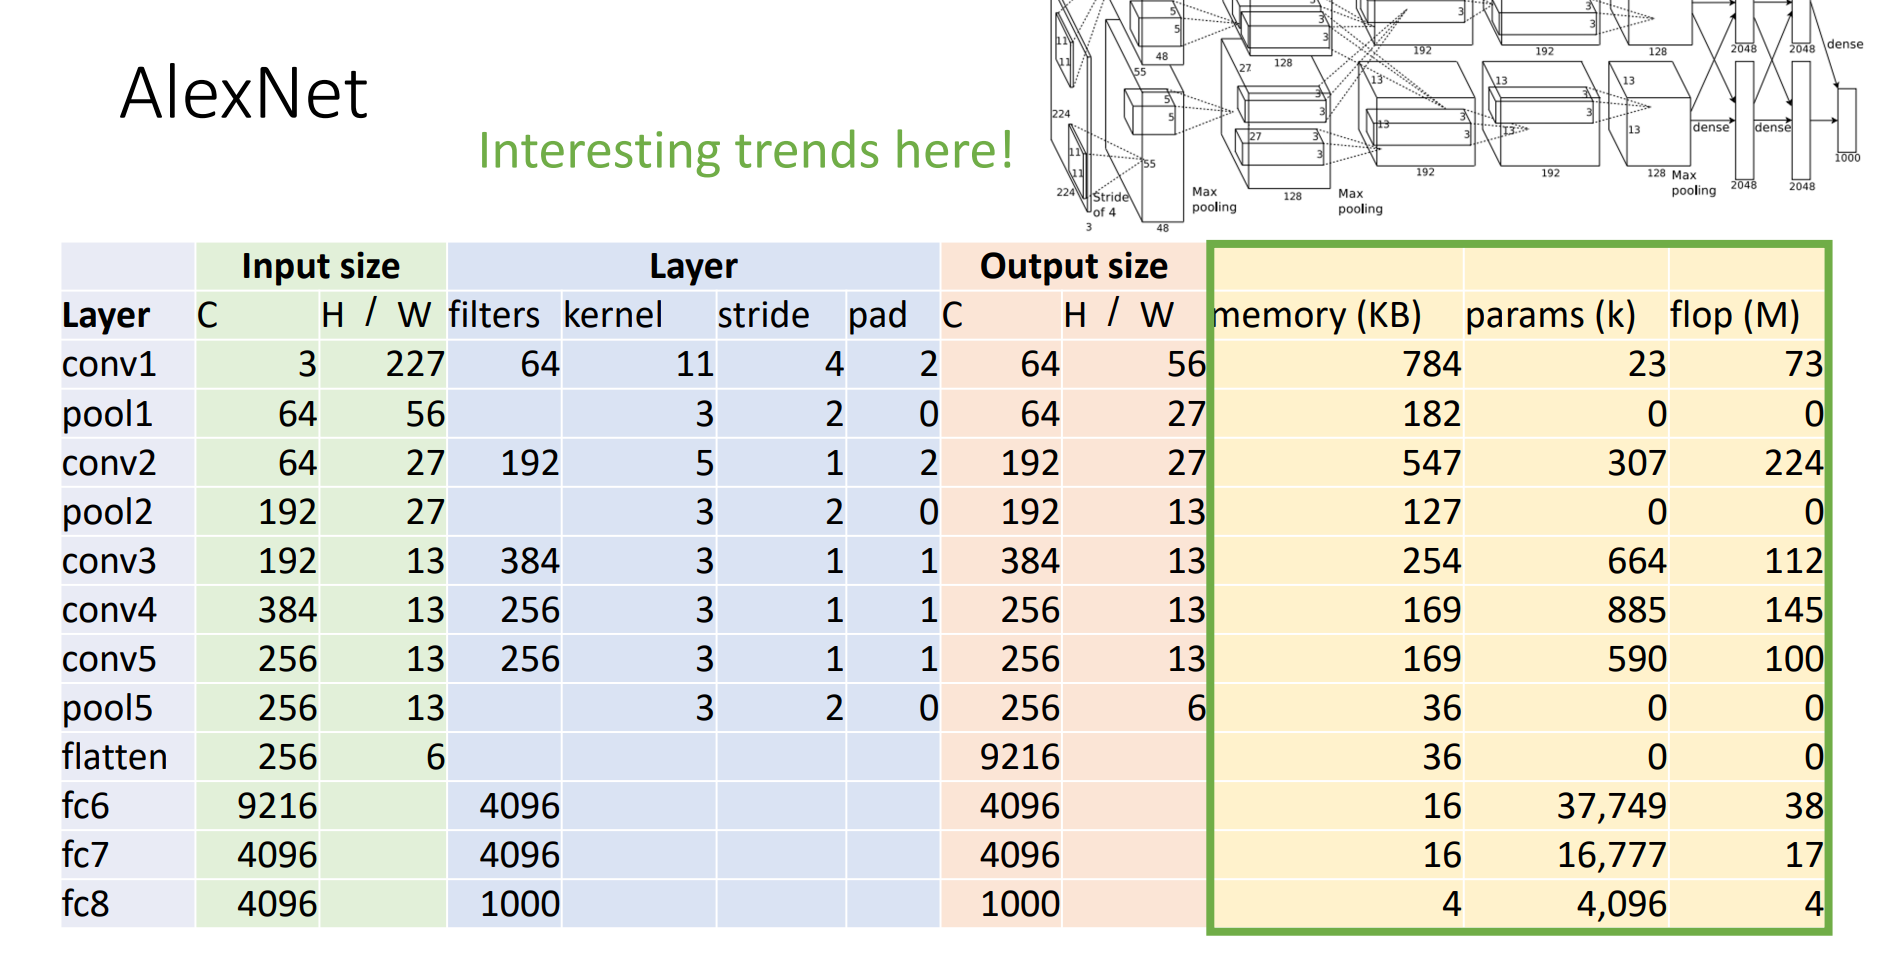 AlexNet
Interesting trends here!
5
5
3
3
3
3
3
11
11
48
128
192
192
128
2048
2048
dense
55
27
13
13
13
224
5
5
3
3
3
3
3
3
27
3
3
13
13
13
dense
dense
11
11
55
224
3
Stride
of 4
48
Max
pooling
128
Max
pooling
192
192
128
Max
pooling
2048
2048
1000
Input size Layer Output size
Layer C H / W filters kernel stride pad C H / W memory (KB) params (k) flop (M)
conv1 3 227 64 11 4 2 64 56 784 23 73
pool1 64 56 3 2 0 64 27 182 0 0
conv2 64 27 192 5 1 2 192 27 547 307 224
pool2 192 27 3 2 0 192 13 127 0 0
conv3 192 13 384 3 1 1 384 13 254 664 112
conv4 384 13 256 3 1 1 256 13 169 885 145
conv5 256 13 256 3 1 1 256 13 169 590 100
pool5 256 13 3 2 0 256 6 36 0 0
flatten 256 6 9216 36 0 0
fc6 9216 4096 4096 16 37,749 38
fc7 4096 4096 4096 16 16,777 17
fc8 4096 1000 1000 4 4,096 4